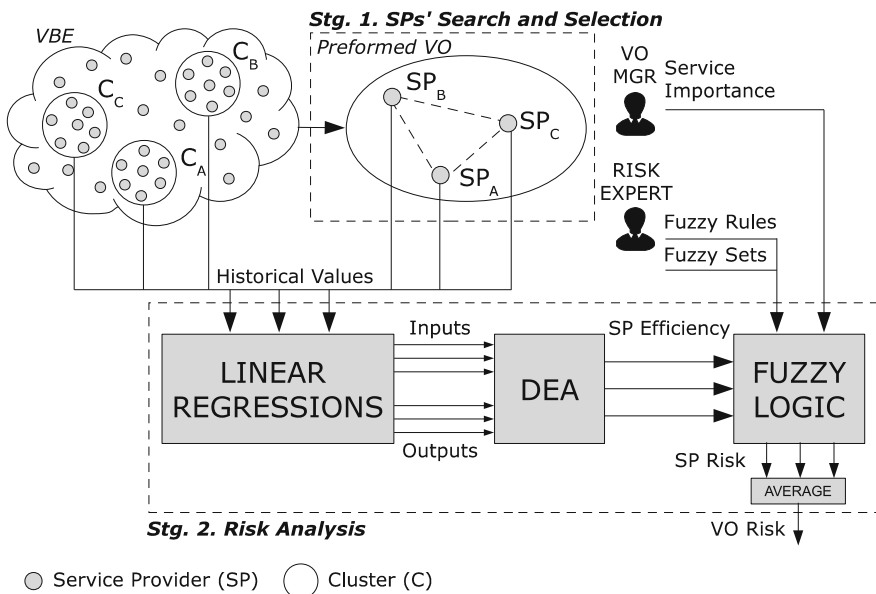 Stg. 1. SPs' Search and Selection
VBE
C_B
C_C
C_A
Preformed VO
SP_B
SP_C
SP_A
VO
MGR
Service
Importance
RISK
EXPERT
Fuzzy Rules
Fuzzy Sets
Historical Values
Inputs
SP Efficiency
LINEAR
REGRESSIONS
DEA
FUZZY
LOGIC
Outputs
SP Risk
AVERAGE
Stg. 2. Risk Analysis
VO Risk
Service Provider (SP)
Cluster (C)